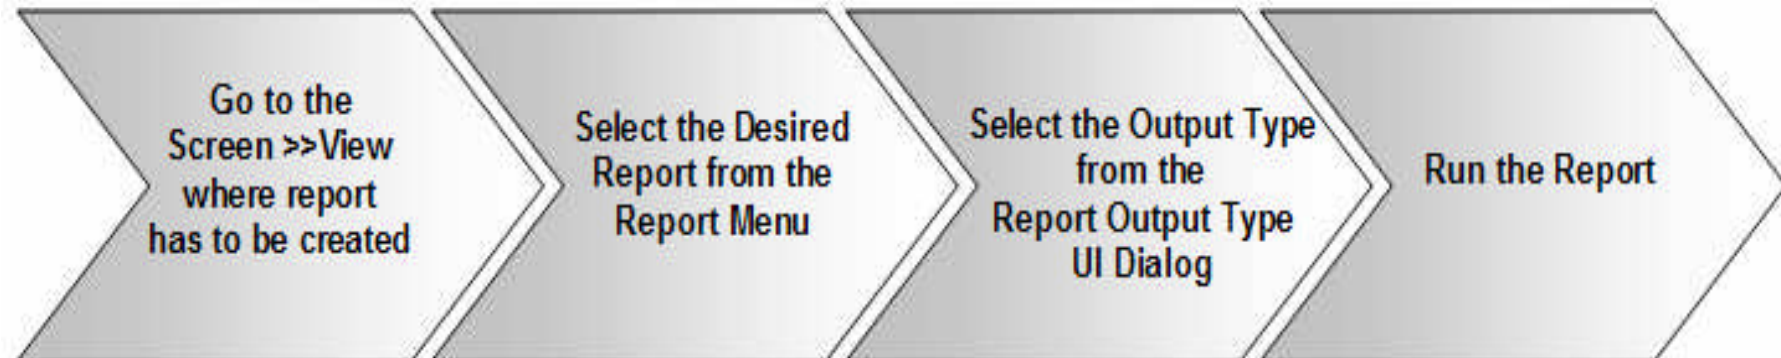 Go to the
Screen >>View
where report
has to be created
Select the Desired
Report from the
Report Menu
Select the Output Type
from the
Report Output Type
UI Dialog
Run the Report